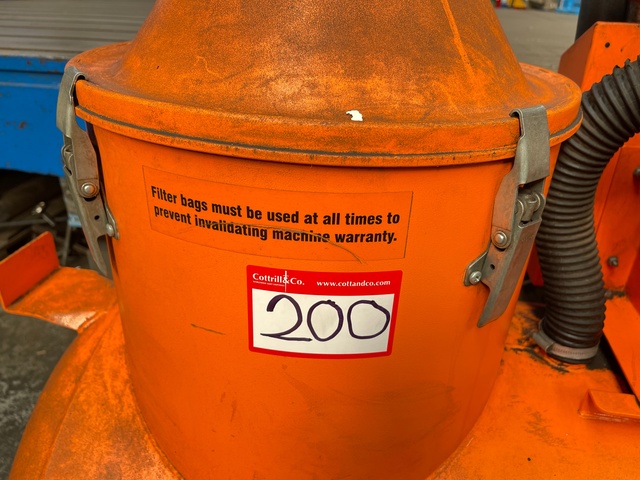 Filter bags must be used at all times to
prevent invalidating machine warranty.
Cottrill&Co. www.cottandco.com
200